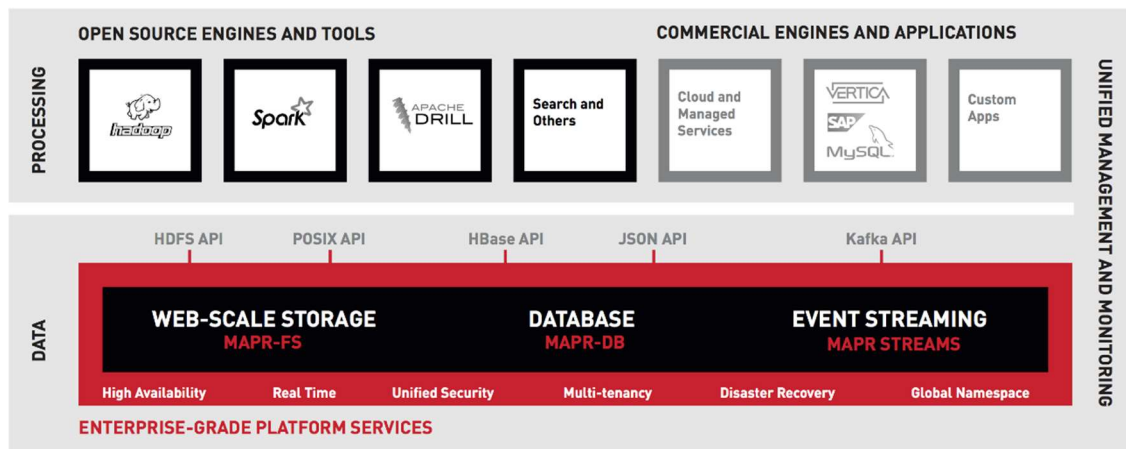 OPEN SOURCE ENGINES AND TOOLS
COMMERCIAL ENGINES AND APPLICATIONS
PROCESSING
hadoop
Spark
APACHE
DRILL
Search and
Others
Cloud and
Managed
Services
VERTICA
SAP
MySQL
Custom
Apps
UNIFIED MANAGEMENT AND MONITORING
DATA
HDFS API
POSIX API
HBase API
JSON API
Kafka API
WEB-SCALE STORAGE
MAPR-FS
DATABASE
MAPR-DB
EVENT STREAMING
MAPR STREAMS
High Availability
Real Time
Unified Security
Multi-tenancy
Disaster Recovery
Global Namespace
ENTERPRISE-GRADE PLATFORM SERVICES